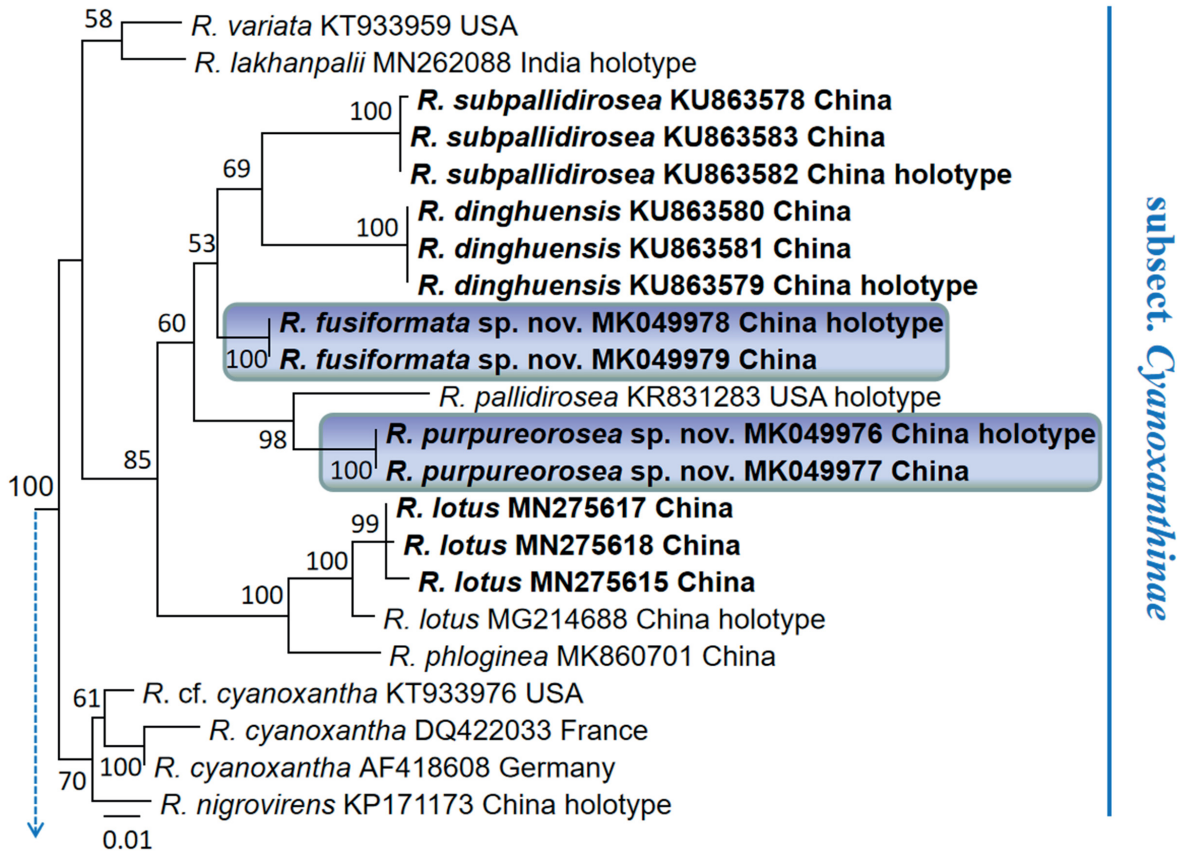 58
R. variata KT933959 USA
R. lakhanpalii MN262088 India holotype
100
R. subpallidirosea KU863578 China
R. subpallidirosea KU863583 China
R. subpallidirosea KU863582 China holotype
69
R. dinghuensis KU863580 China
100
R. dinghuensis KU863581 China
53
R. dinghuensis KU863579 China holotype
R. fusiformata sp. nov. MK049978 China holotype
60
100
R. fusiformata sp. nov. MK049979 China
R. pallidirosea KR831283 USA holotype
98
R. purpureorosea sp. nov. MK049976 China holotype
85
100
R. purpureorosea sp. nov. MK049977 China
100
R. lotus MN275617 China
99
R. lotus MN275618 China
100
R. lotus MN275615 China
100
R. lotus MG214688 China holotype
R. phloginea MK860701 China
61
R. cf. cyanoxantha KT933976 USA
R. cyanoxantha DQ422033 France
100
R. cyanoxantha AF418608 Germany
70
R. nigrovirens KP171173 China holotype
0.01
subsect. Cyanoxanthinae